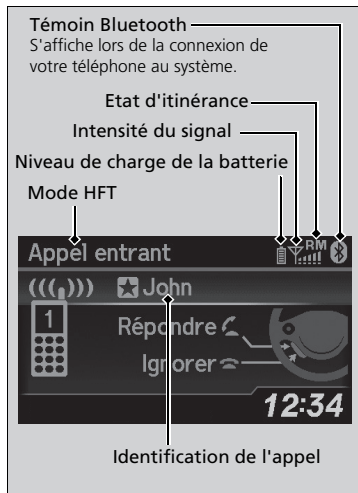 Témoin Bluetooth
S'affiche lors de la connexion de
votre téléphone au système.
Etat d'itinérance
Intensité du signal
Niveau de charge de la batterie
Mode HFT
Appel entrant
RM
John
1
Répondre
Ignorer
12:34
Identification de l'appel